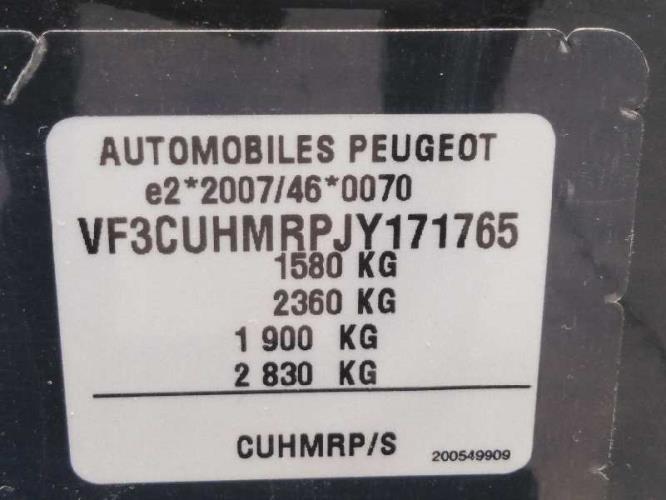 AUTOMOBILES PEUGEOT
e2*2007/46*0070
VF3CUHMRPJY171765
1580 KG
2360 KG
1 900 KG
2 830 KG
CUHMRP/S 200549909